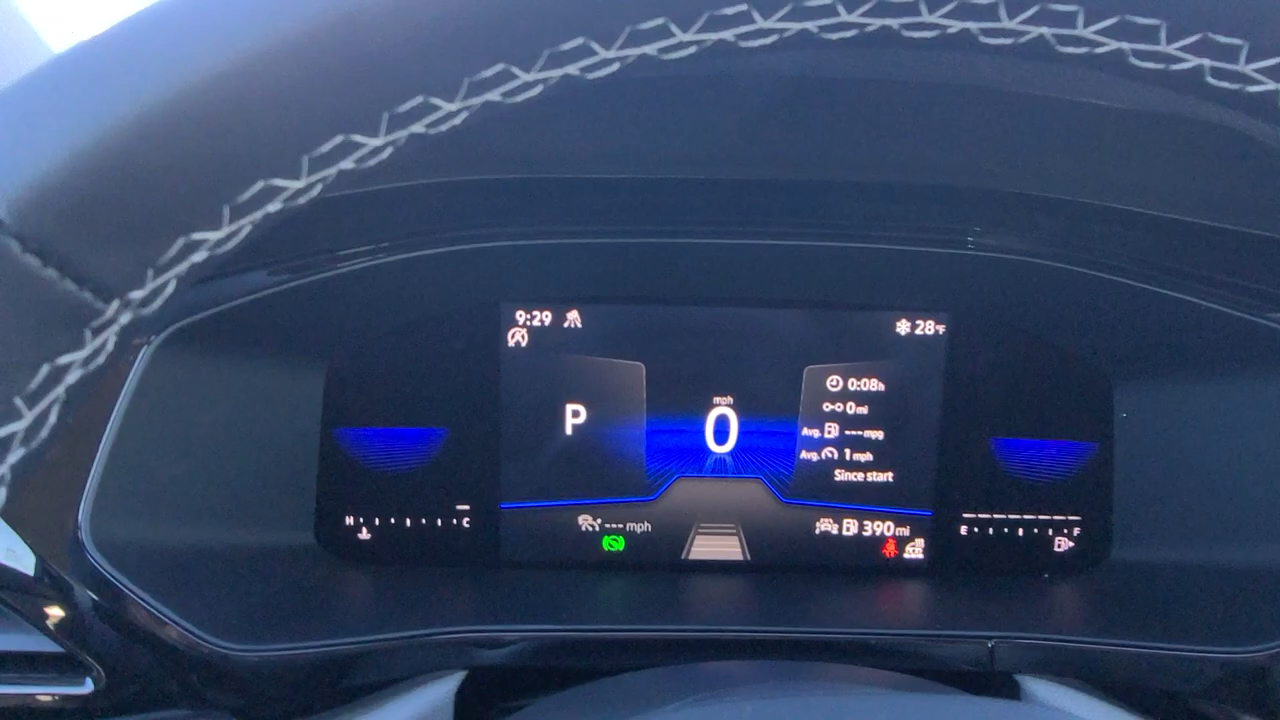 9:29
28°F
P
mph
0
0:08h
0mi
Avg. ---mpg
Avg. 1mph
Since start
H C
--- mph
390mi
E F